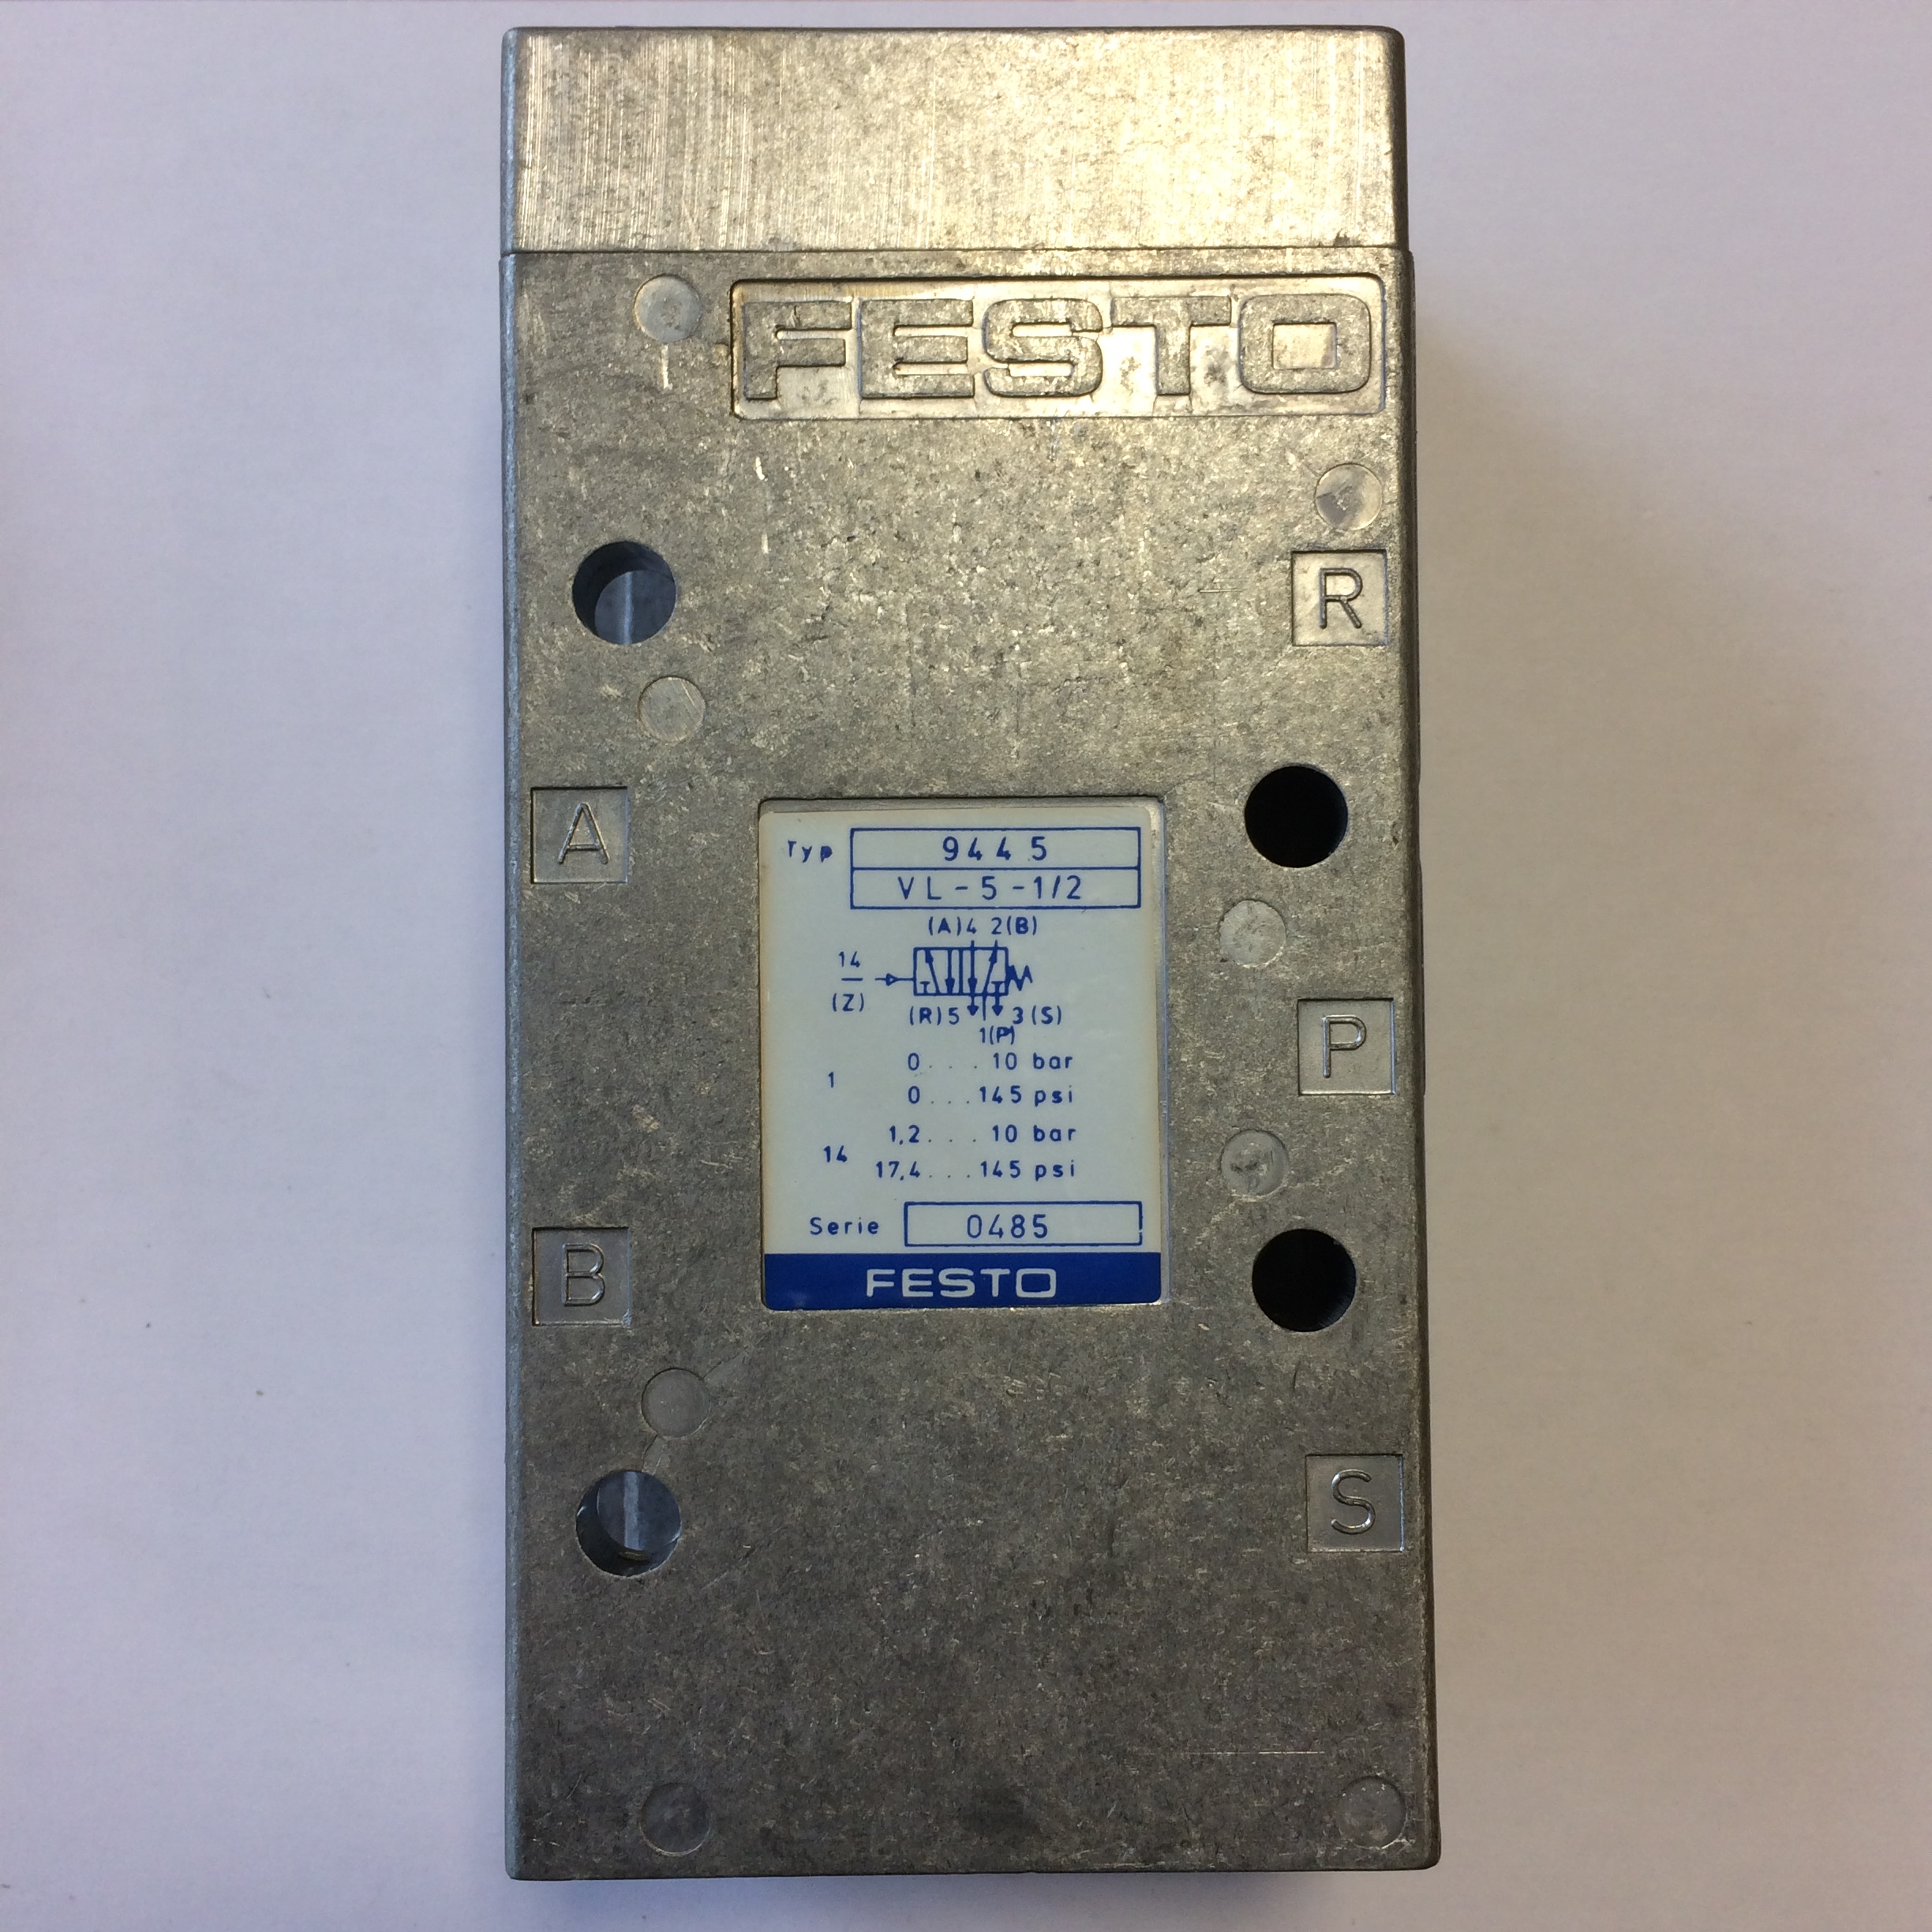 FESTO
R
A
Typ 9445
VL-5-1/2
(A)4 2(B)
14
(Z)
(R)5 3(S)
1(P)
0...10 bar
1
0...145 psi
1,2...10 bar
14
17,4...145 psi
Serie 0485
FESTO
P
B
S